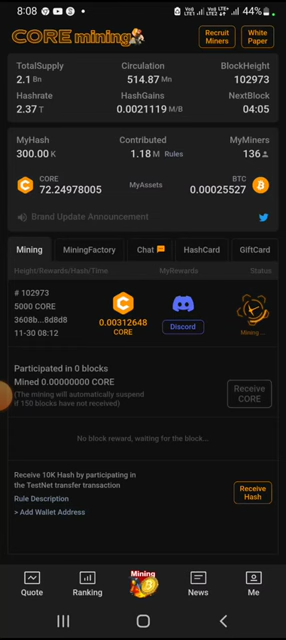 8:08
Vo) LTE1
Vo) LTE2
LTE+
44%
CORE mining
Recruit Miners
White Paper
TotalSupply Circulation BlockHeight
2.1 Bn 514.87 Mn 102973
Hashrate HashGains NextBlock
2.37 T 0.0021119 M/B 04:05
MyHash Contributed MyMiners
300.00 K 1.18 M Rules 136
CORE BTC
72.24978005 MyAssets 0.00025527
Brand Update Announcement
Mining MiningFactory Chat HashCard GiftCard
Height/Rewards/Hash/Time MyRewards Status
# 102973
5000 CORE
3608b...8d8d8
11-30 08:12
0.00312648
CORE
Discord
Mining...
Participated in 0 blocks
Mined 0.00000000 CORE
(The mining will automatically suspend
if 150 blocks have not received)
Receive
CORE
No block reward, waiting for the block...
Receive 10K Hash by participating in
the TestNet transfer transaction
Rule Description
> Add Wallet Address
Receive
Hash
Mining
Quote Ranking News Me